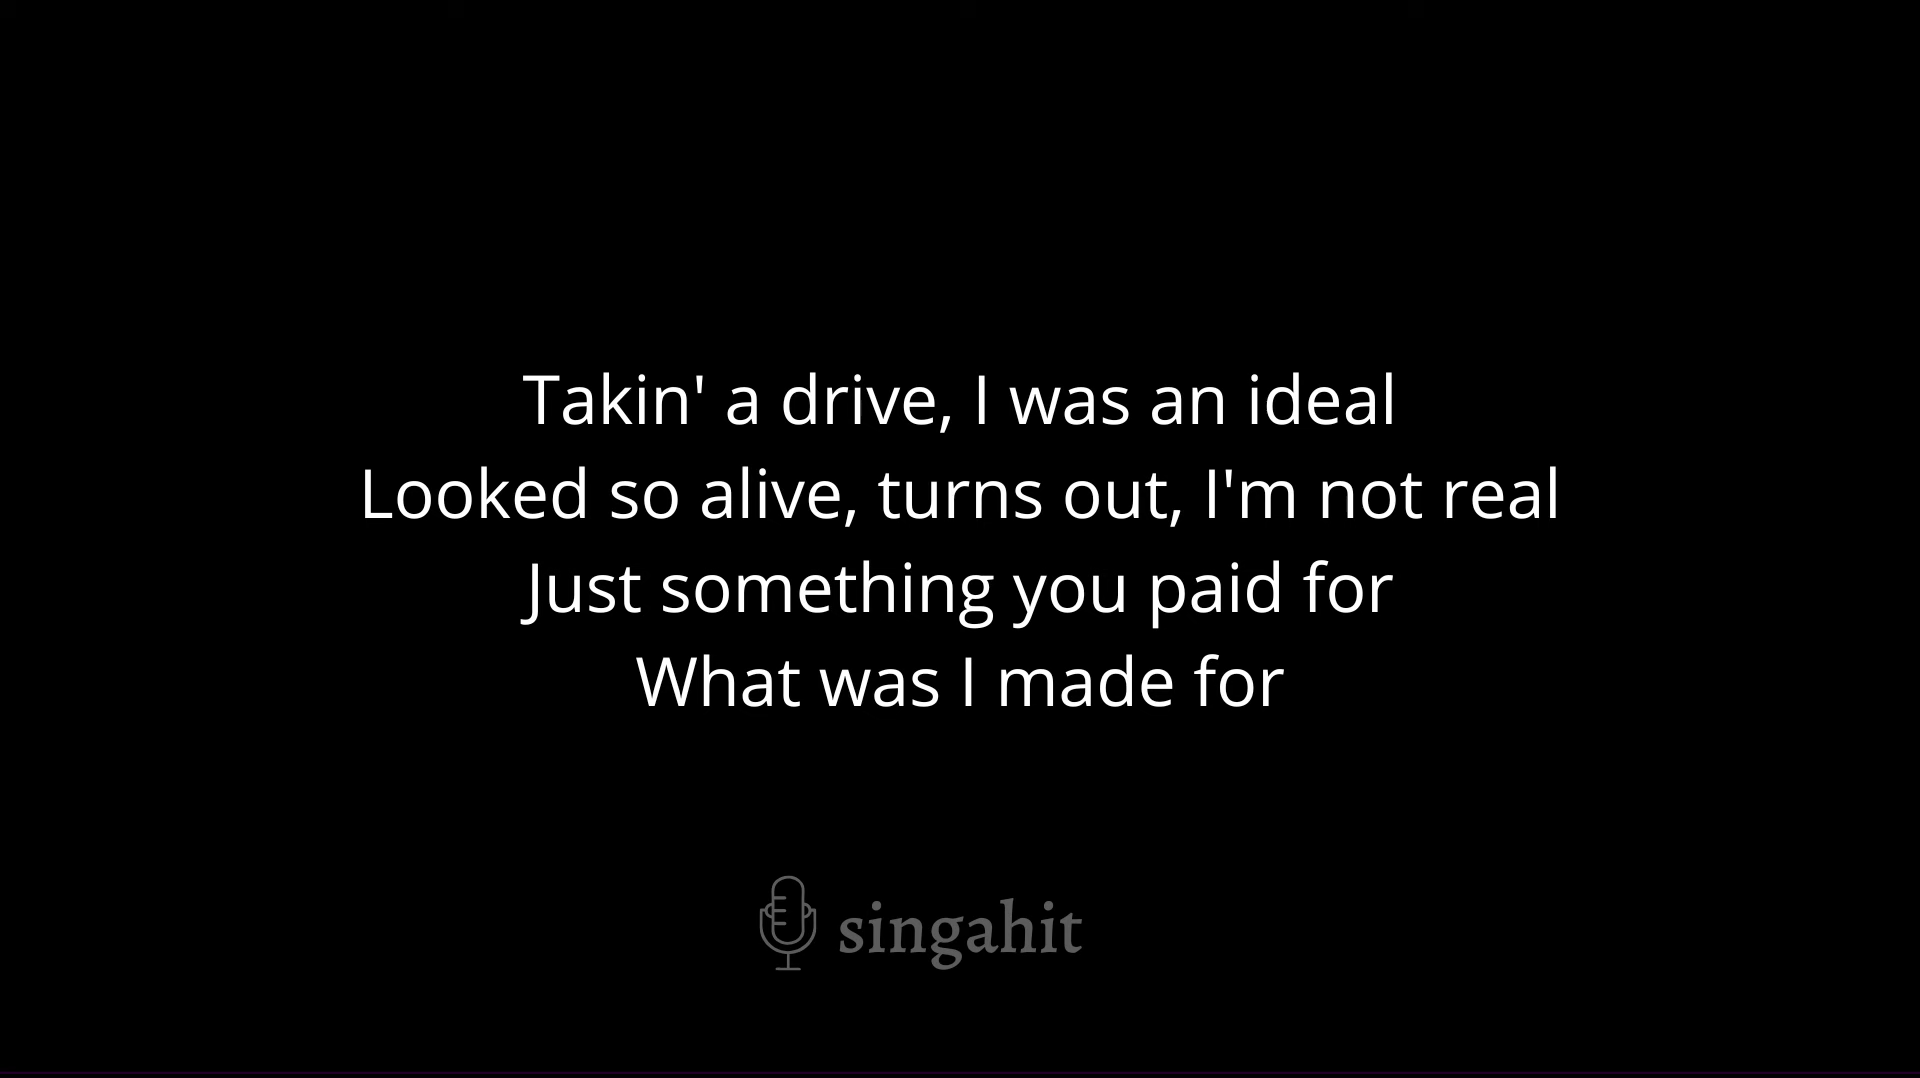 Takin' a drive, I was an ideal
Looked so alive, turns out, I'm not real
Just something you paid for
What was I made for
singahit